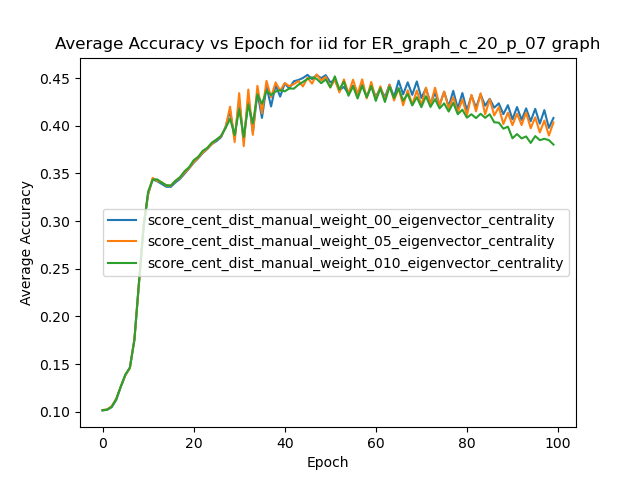 Average Accuracy vs Epoch for iid for ER_graph_c_20_p_07 graph
Average Accuracy
0.45
0.40
0.35
0.30
0.25
0.20
0.15
0.10
score_cent_dist_manual_weight_00_eigenvector_centrality
score_cent_dist_manual_weight_05_eigenvector_centrality
score_cent_dist_manual_weight_010_eigenvector_centrality
0 20 40 60 80 100
Epoch